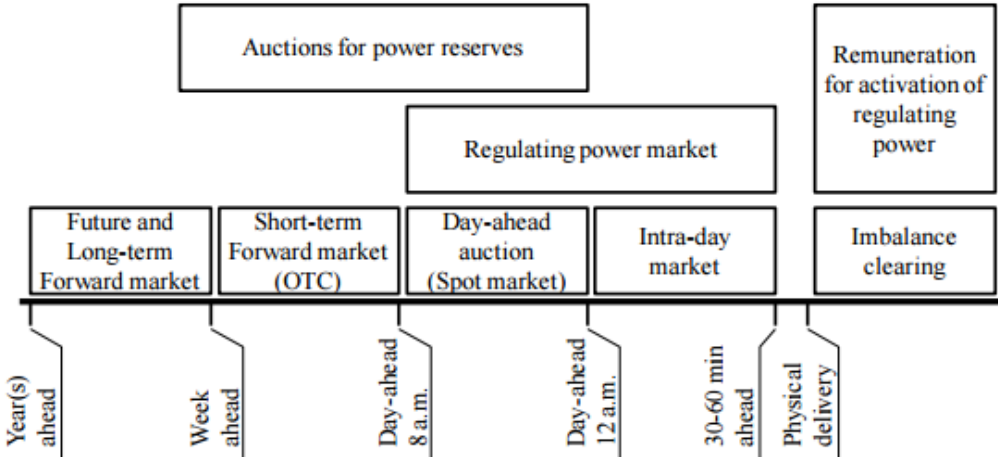 Auctions for power reserves
Remuneration
for activation of
regulating
power
Regulating power market
Future and
Long-term
Forward market
Short-term
Forward market
(OTC)
Day-ahead
auction
(Spot market)
Intra-day
market
Imbalance
clearing
Year(s)
ahead
Week
ahead
Day-ahead
8 a.m.
Day-ahead
12 a.m.
30-60 min
ahead
Physical
delivery